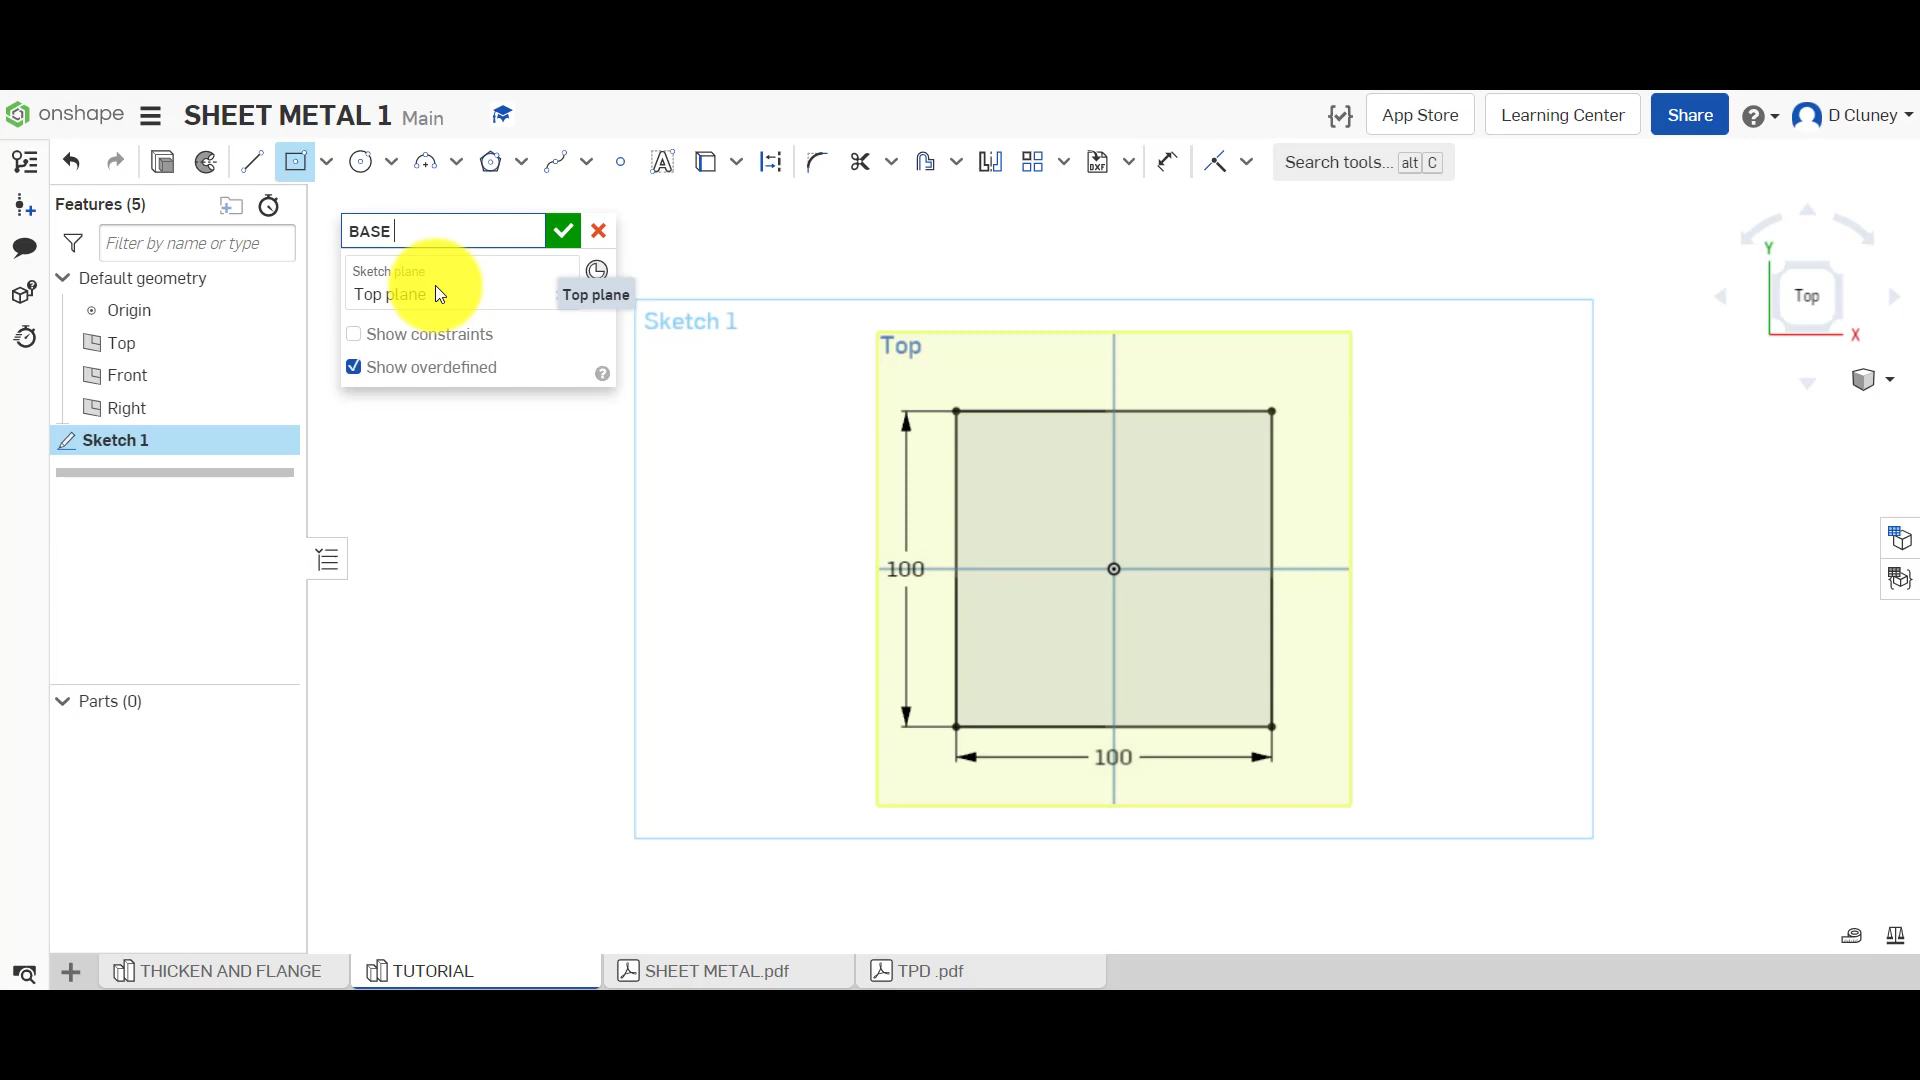 onshape SHEET METAL 1 Main App Store Learning Center Share D Cluney
Search tools... alt C
Features (5)
Filter by name or type
Default geometry
Origin
Top
Front
Right
Sketch 1
Parts (0)
BASE
Sketch plane
Top plane
Top plane
Show constraints
Show overdefined
Sketch 1
Top
100
100
Y
Top
X
THICKEN AND FLANGE TUTORIAL SHEET METAL.pdf TPD .pdf